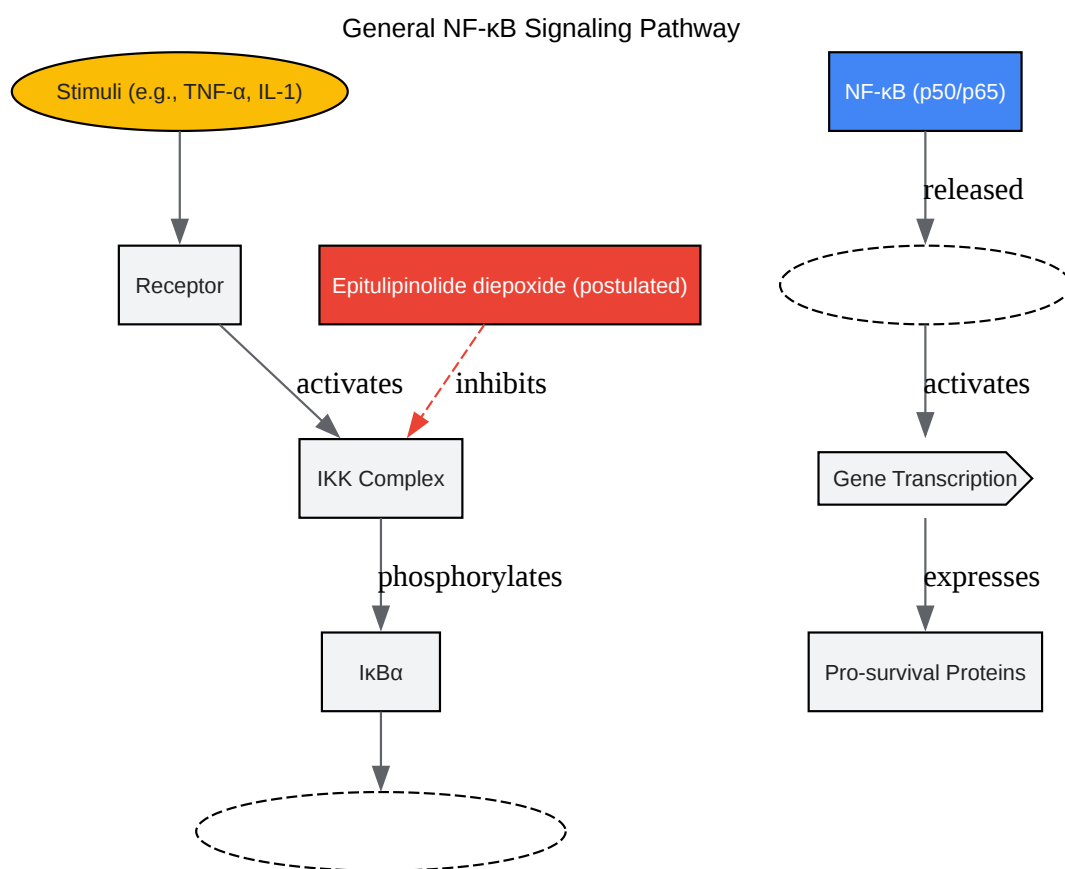 General NF-κB Signaling Pathway
Stimuli (e.g., TNF-α, IL-1)
NF-κB (p50/p65)
released
Receptor
Epitulipinolide diepoxide (postulated)
activates
inhibits
activates
IKK Complex
Gene Transcription
phosphorylates
expresses
IκBα
Pro-survival Proteins